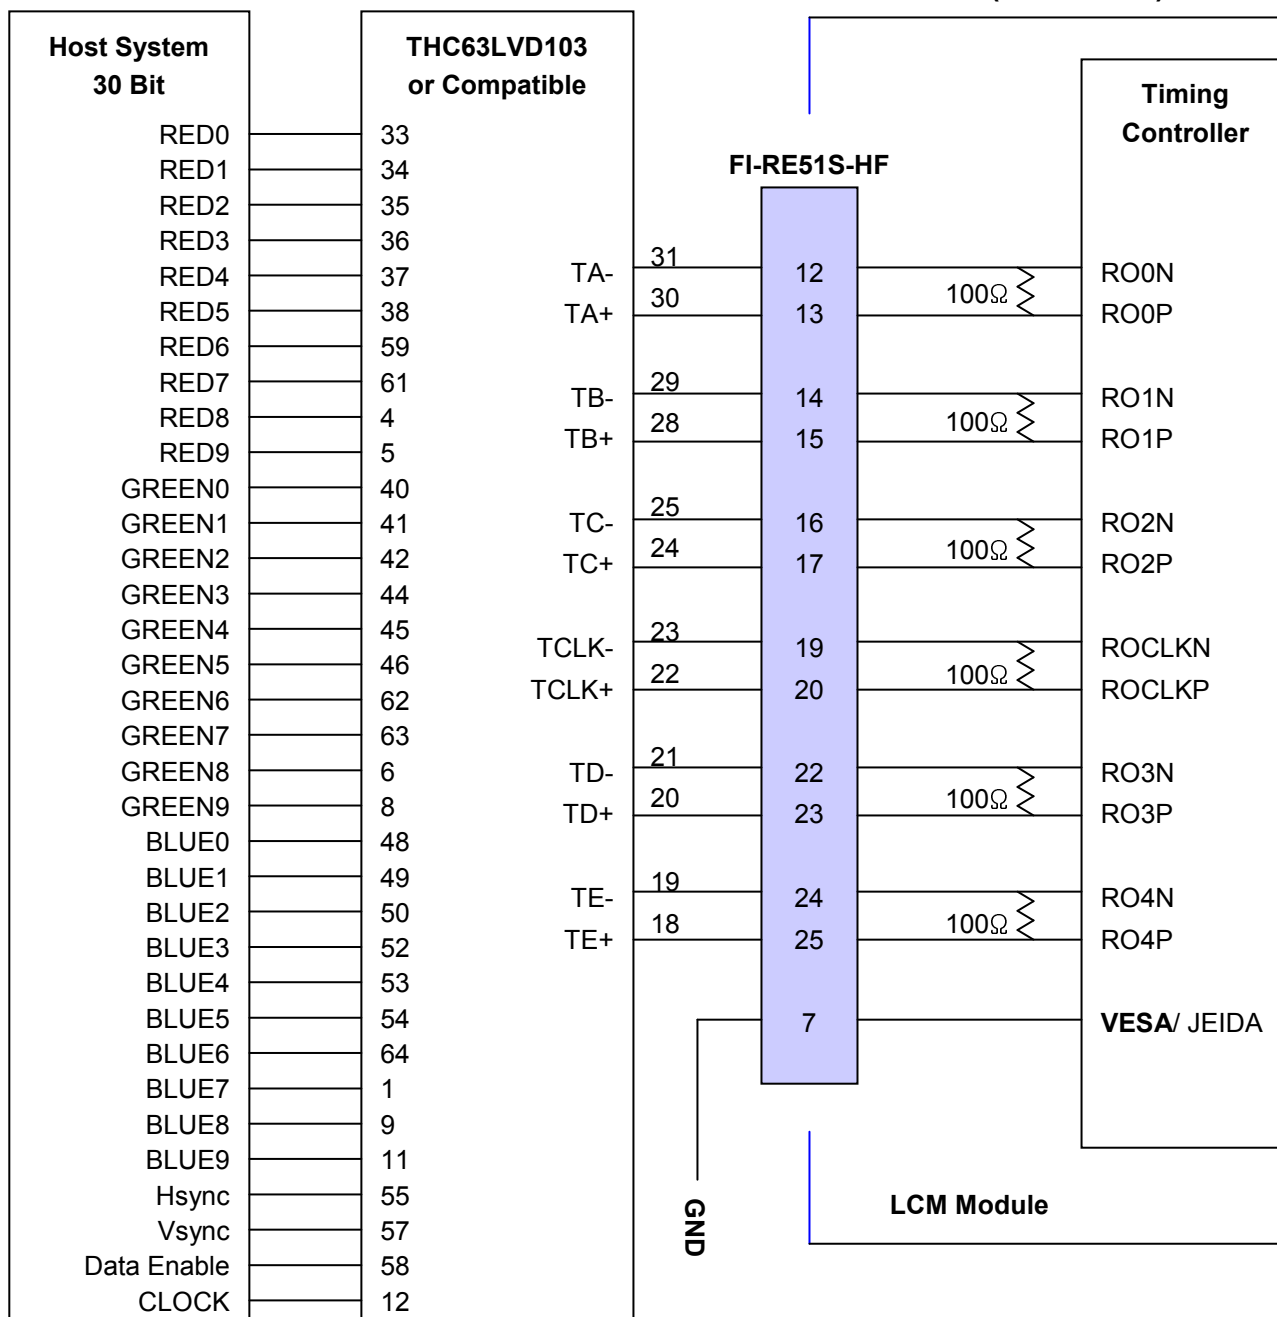 Host System
30 Bit
THC63LVD103
or Compatible
Timing
Controller
FI-RE51S-HF
RED0 33
RED1 34
RED2 35
RED3 36
RED4 37
RED5 38
RED6 59
RED7 61
RED8 4
RED9 5
GREEN0 40
GREEN1 41
GREEN2 42
GREEN3 44
GREEN4 45
GREEN5 46
GREEN6 62
GREEN7 63
GREEN8 6
GREEN9 8
BLUE0 48
BLUE1 49
BLUE2 50
BLUE3 52
BLUE4 53
BLUE5 54
BLUE6 64
BLUE7 1
BLUE8 9
BLUE9 11
Hsync 55
Vsync 57
Data Enable 58
CLOCK 12
TA- 31 12 RO0N
100Ω
TA+ 30 13 RO0P
TB- 29 14 RO1N
100Ω
TB+ 28 15 RO1P
TC- 25 16 RO2N
100Ω
TC+ 24 17 RO2P
TCLK- 23 19 ROCLKN
100Ω
TCLK+ 22 20 ROCLKP
TD- 21 22 RO3N
100Ω
TD+ 20 23 RO3P
TE- 19 24 RO4N
100Ω
TE+ 18 25 RO4P
7 VESA/ JEIDA
GND
LCM Module